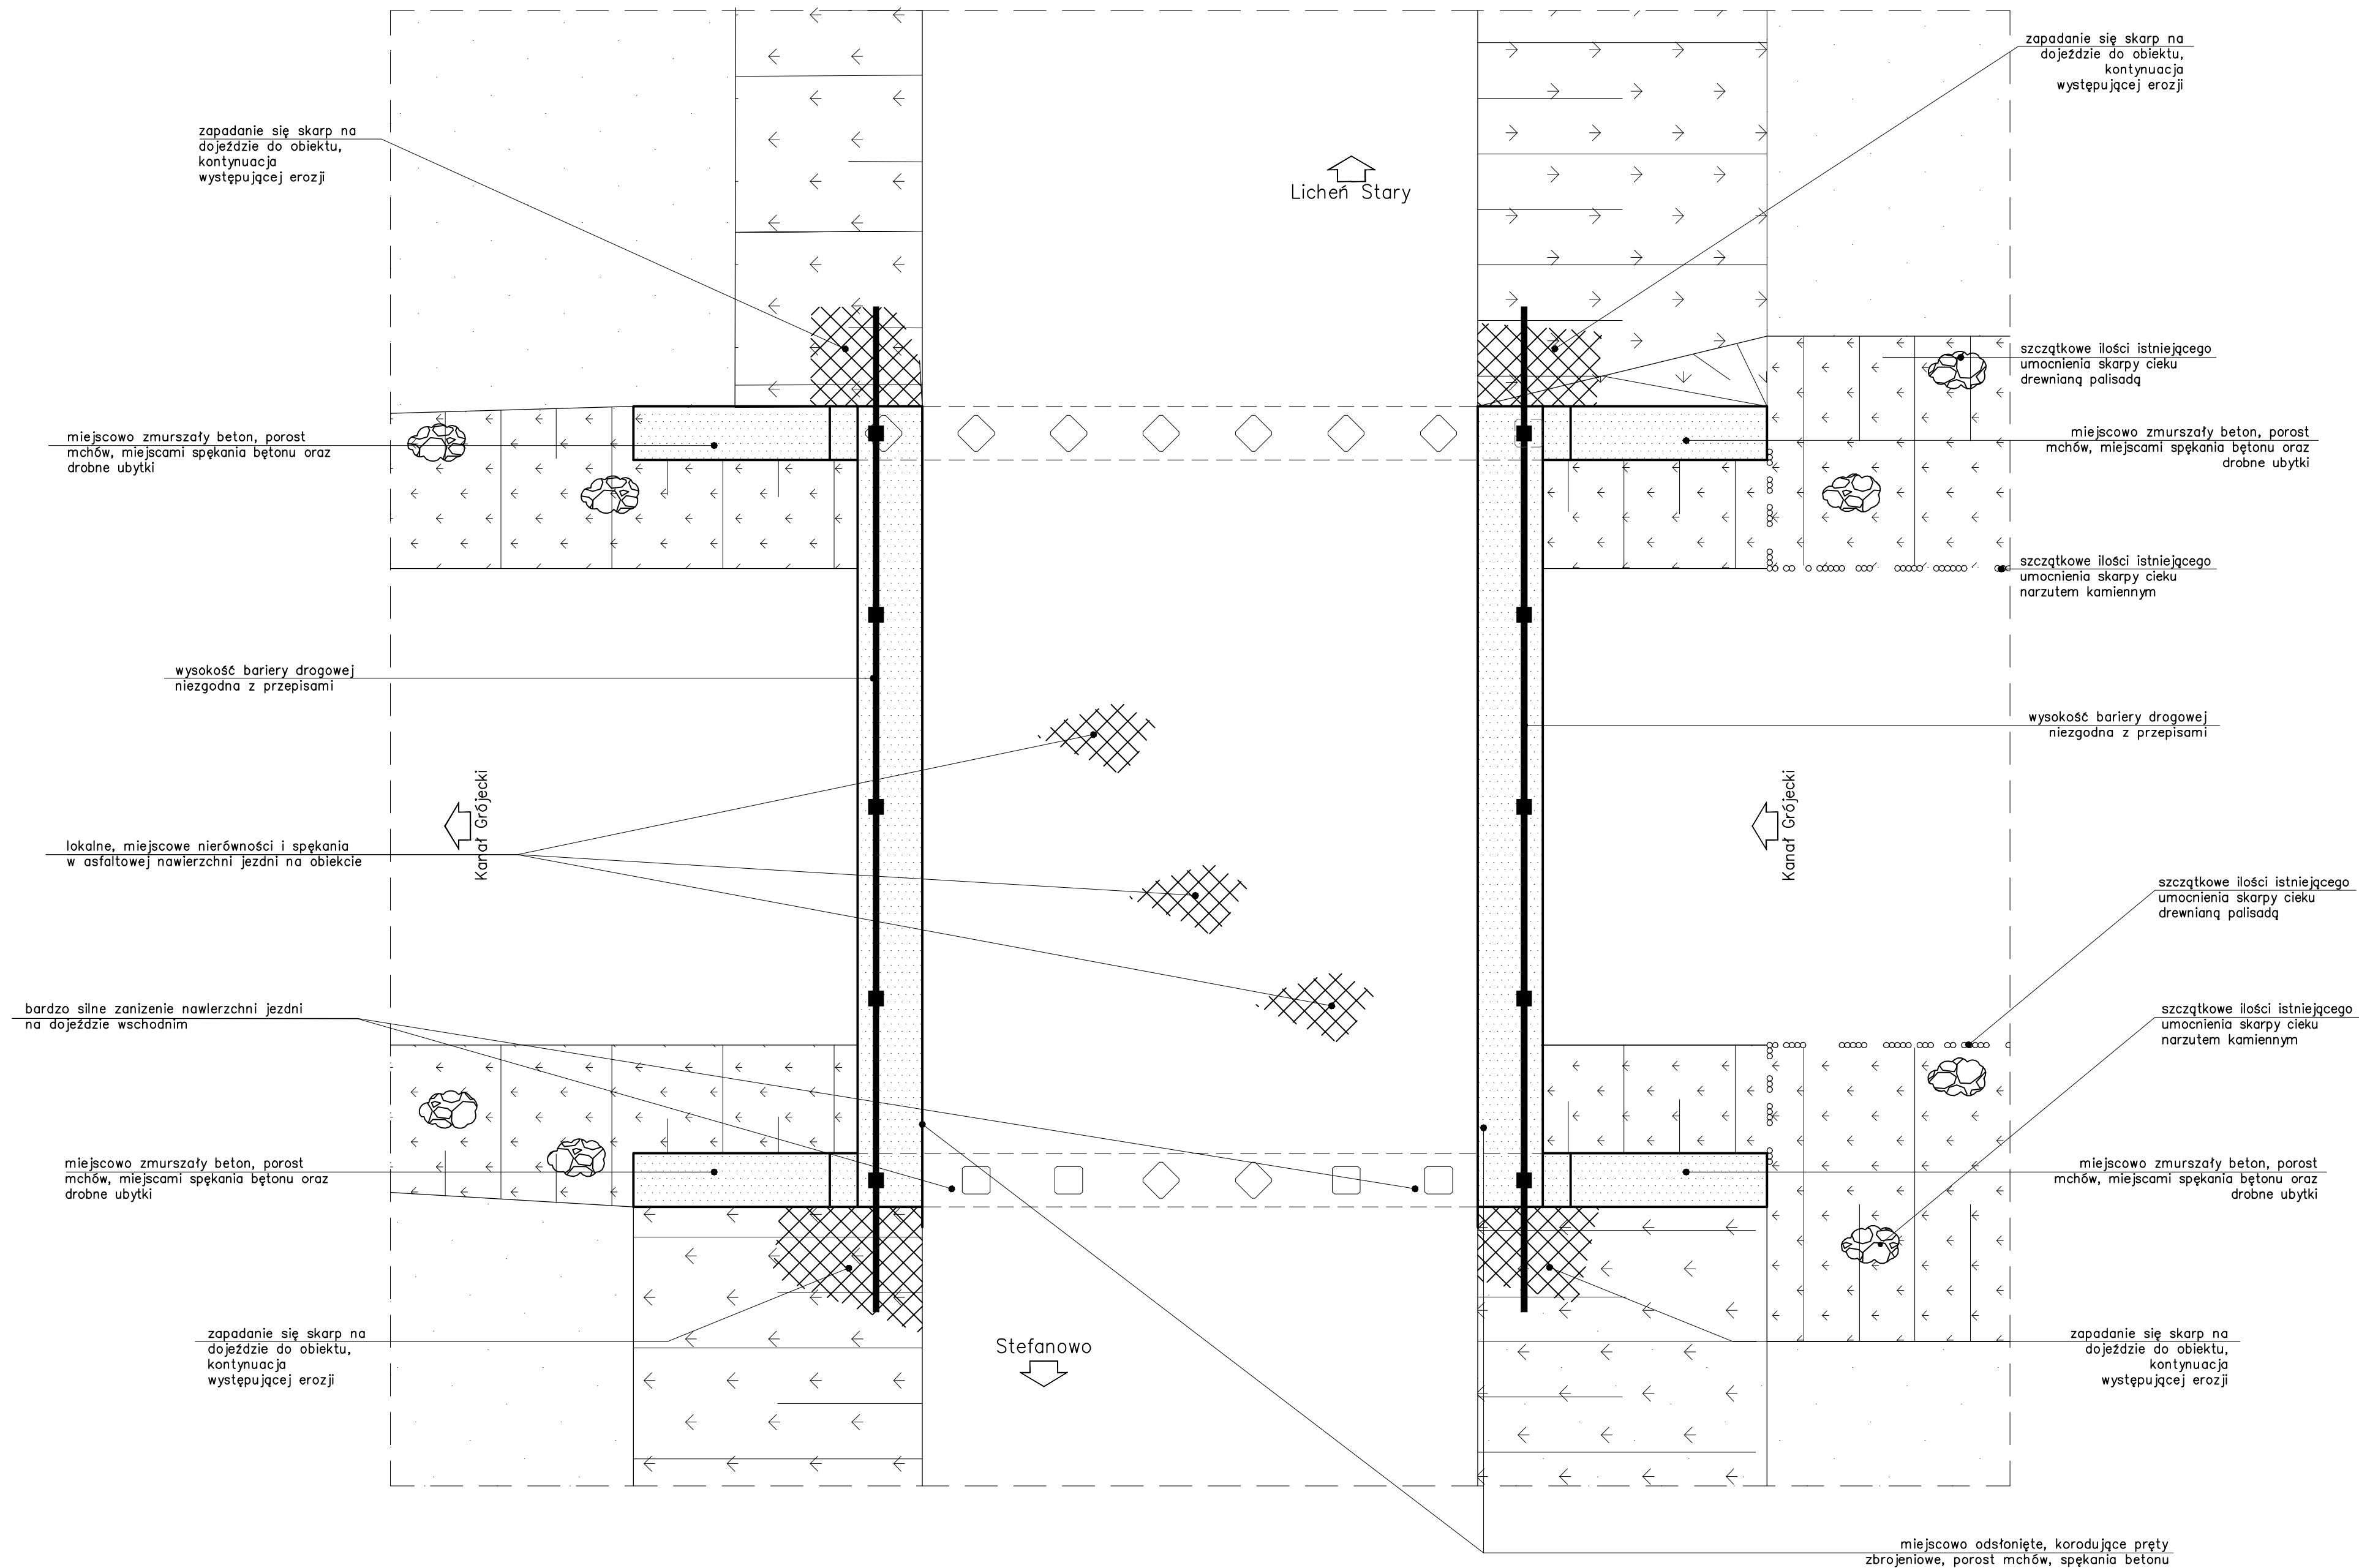 zapadanie się skarp na
dojeździe do obiektu,
kontynuacja
występującej erozji
zapadanie się skarp na
dojeździe do obiektu,
kontynuacja
występującej erozji
Licheń Stary
szczątkowe ilości istniejącego
umocnienia skarpy cieku
drewnianą palisadą
miejscowo zmurszały beton, porost
mchów, miejscami spękania bętonu oraz
drobne ubytki
miejscowo zmurszały beton, porost
mchów, miejscami spękania bętonu oraz
drobne ubytki
szczątkowe ilości istniejącego
umocnienia skarpy cieku
narzutem kamiennym
wysokość bariery drogowej
niezgodna z przepisami
wysokość bariery drogowej
niezgodna z przepisami
Kanał Grójecki
Kanał Grójecki
lokalne, miejscowe nierówności i spękania
w asfaltowej nawierzchni jezdni na obiekcie
szczątkowe ilości istniejącego
umocnienia skarpy cieku
drewnianą palisadą
bardzo silne zanizenie nawlerzchni jezdni
na dojeździe wschodnim
szczątkowe ilości istniejącego
umocnienia skarpy cieku
narzutem kamiennym
miejscowo zmurszały beton, porost
mchów, miejscami spękania bętonu oraz
drobne ubytki
miejscowo zmurszały beton, porost
mchów, miejscami spękania bętonu oraz
drobne ubytki
zapadanie się skarp na
dojeździe do obiektu,
kontynuacja
występującej erozji
Stefanowo
zapadanie się skarp na
dojeździe do obiektu,
kontynuacja
występującej erozji
miejscowo odsłonięte, korodujące pręty
zbrojeniowe, porost mchów, spękania betonu